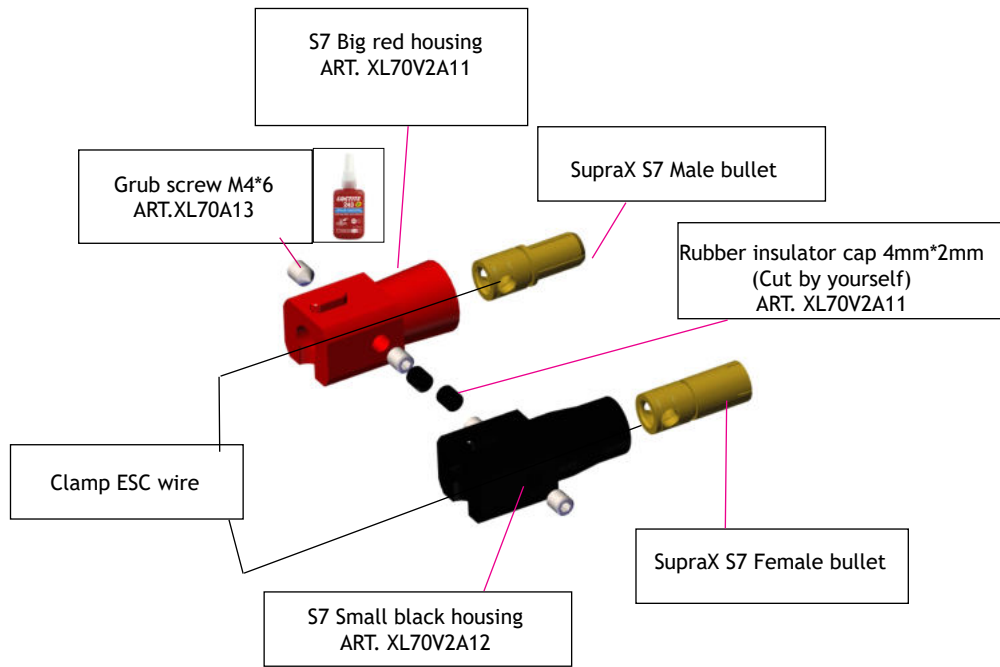 S7 Big red housing
ART. XL70V2A11
Grub screw M4*6
ART.XL70A13
LOCTITE
243
SupraX S7 Male bullet
Rubber insulator cap 4mm*2mm
(Cut by yourself)
ART. XL70V2A11
Clamp ESC wire
SupraX S7 Female bullet
S7 Small black housing
ART. XL70V2A12